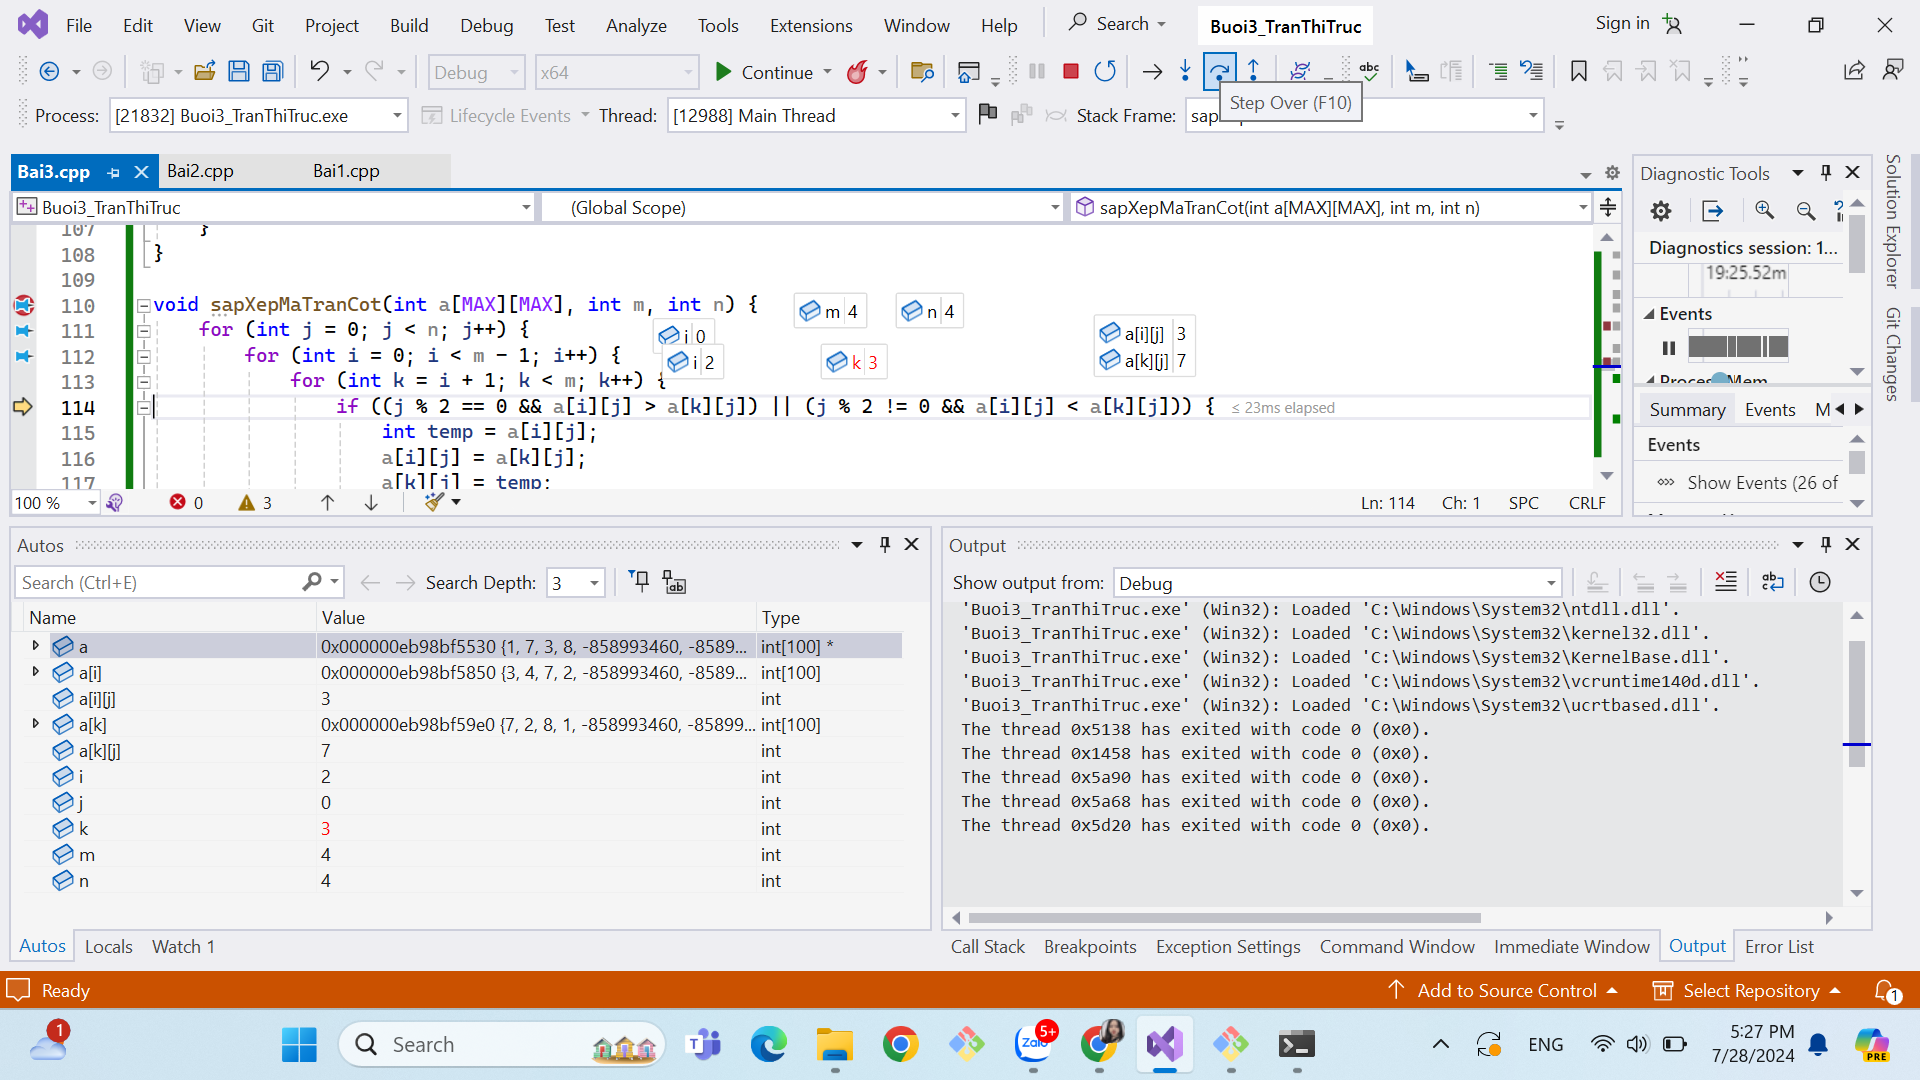 File Edit View Git Project Build Debug Test Analyze Tools Extensions Window Help Search Buoi3_TranThiTruc Sign in
Debug x64 Continue abc
Step Over (F10)
Process: [21832] Buoi3_TranThiTruc.exe Lifecycle Events Thread: [12988] Main Thread Stack Frame:
Bai3.cpp Bai2.cpp Bai1.cpp
Buoi3_TranThiTruc (Global Scope) sapXepMaTranCot(int a[MAX][MAX], int m, int n)
107 }
108 }
109
110 void sapXepMaTranCot(int a[MAX][MAX], int m, int n) { m 4 n 4
111 for (int j = 0; j < n; j++) { j 0
112 for (int i = 0; i < m - 1; i++) { i 2 k 3
113 for (int k = i + 1; k < m; k++) {
a[i][j] 3
a[k][j] 7
114 if ((j % 2 == 0 && a[i][j] > a[k][j]) || (j % 2 != 0 && a[i][j] < a[k][j])) { ≤ 23ms elapsed
115 int temp = a[i][j];
116 a[i][j] = a[k][j];
117 a[k][j] = temp;
100 % 0 3 Ln: 114 Ch: 1 SPC CRLF
Diagnostic Tools
Diagnostics session: 1...
19:25.52m
Events
Summary Events M
Events
Show Events (26 of
Solution Explorer
Git Changes
Autos
Search (Ctrl+E) Search Depth: 3
Name Value Type
a 0x000000eb98bf5530 {1, 7, 3, 8, -858993460, -8589... int[100] *
a[i] 0x000000eb98bf5850 {3, 4, 7, 2, -858993460, -8589... int[100]
a[i][j] 3 int
a[k] 0x000000eb98bf59e0 {7, 2, 8, 1, -858993460, -85899... int[100]
a[k][j] 7 int
i 2 int
j 0 int
k 3 int
m 4 int
n 4 int
Autos Locals Watch 1
Output
Show output from: Debug
'Buoi3_TranThiTruc.exe' (Win32): Loaded 'C:\Windows\System32\ntdll.dll'.
'Buoi3_TranThiTruc.exe' (Win32): Loaded 'C:\Windows\System32\kernel32.dll'.
'Buoi3_TranThiTruc.exe' (Win32): Loaded 'C:\Windows\System32\KernelBase.dll'.
'Buoi3_TranThiTruc.exe' (Win32): Loaded 'C:\Windows\System32\vcruntime140d.dll'.
'Buoi3_TranThiTruc.exe' (Win32): Loaded 'C:\Windows\System32\ucrtbased.dll'.
The thread 0x5138 has exited with code 0 (0x0).
The thread 0x1458 has exited with code 0 (0x0).
The thread 0x5a90 has exited with code 0 (0x0).
The thread 0x5a68 has exited with code 0 (0x0).
The thread 0x5d20 has exited with code 0 (0x0).
Call Stack Breakpoints Exception Settings Command Window Immediate Window Output Error List
Ready Add to Source Control Select Repository 1
1 Search 5+ Zalo ENG 5:27 PM PRE
7/28/2024